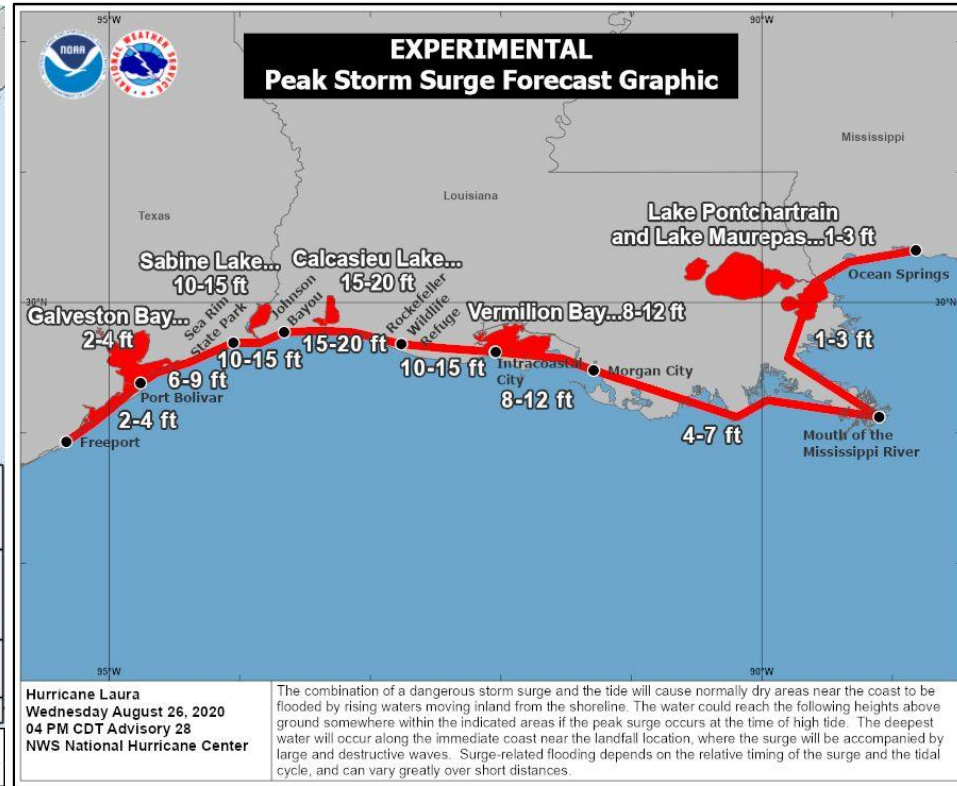 95°W
90°W
NOAA
NATIONAL WEATHER SERVICE
EXPERIMENTAL
Peak Storm Surge Forecast Graphic
Mississippi
Louisiana
Texas
Lake Pontchartrain
and Lake Maurepas...1-3 ft
Ocean Springs
Sabine Lake...
10-15 ft
Calcasieu Lake...
15-20 ft
30°N
30°N
Galveston Bay...
2-4 ft
Sea Rim
State Park
Johnson
Bayou
Rockefeller
Wildlife
Refuge
Vermilion Bay...8-12 ft
1-3 ft
10-15 ft
15-20 ft
10-15 ft
Intracoastal
City
Morgan City
6-9 ft
Port Bolivar
8-12 ft
2-4 ft
Freeport
4-7 ft
Mouth of the
Mississippi River
95°W
90°W
Hurricane Laura
Wednesday August 26, 2020
04 PM CDT Advisory 28
NWS National Hurricane Center
The combination of a dangerous storm surge and the tide will cause normally dry areas near the coast to be
flooded by rising waters moving inland from the shoreline. The water could reach the following heights above
ground somewhere within the indicated areas if the peak surge occurs at the time of high tide. The deepest
water will occur along the immediate coast near the landfall location, where the surge will be accompanied by
large and destructive waves. Surge-related flooding depends on the relative timing of the surge and the tidal
cycle, and can vary greatly over short distances.